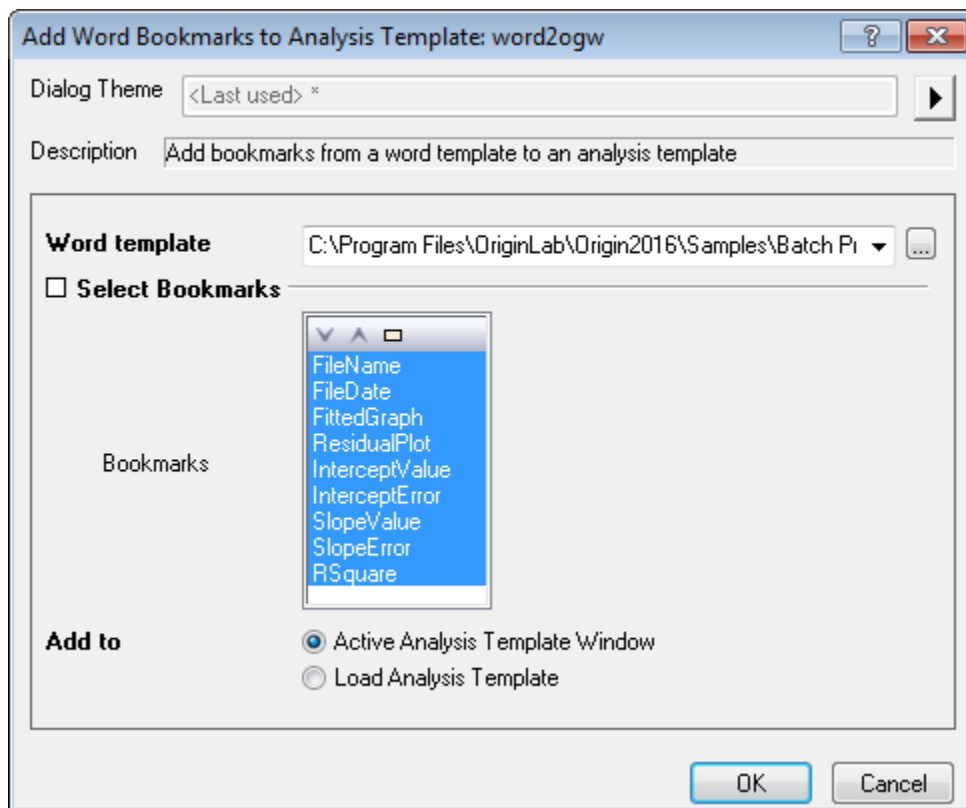 Add Word Bookmarks to Analysis Template: word2ogw
Dialog Theme <Last used> *
Description Add bookmarks from a word template to an analysis template
Word template C:\Program Files\OriginLab\Origin2016\Samples\Batch Pr ...
Select Bookmarks
FileName
FileDate
FittedGraph
ResidualPlot
Bookmarks InterceptValue
InterceptError
SlopeValue
SlopeError
RSquare
Add to Active Analysis Template Window
Load Analysis Template
OK Cancel